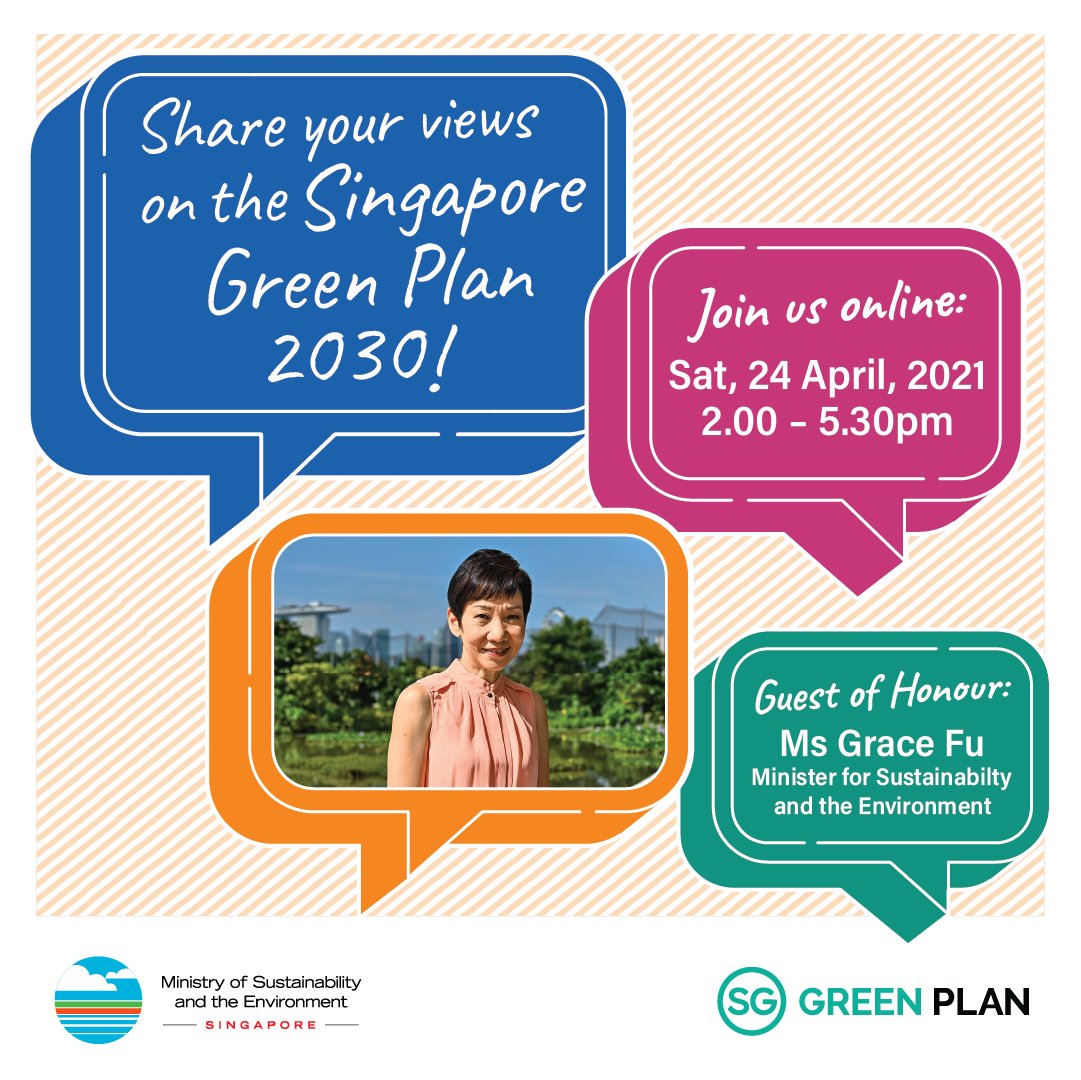 Share your views
on the Singapore
Green Plan
2030!
Join us online:
Sat, 24 April, 2021
2.00 – 5.30pm
Guest of Honour:
Ms Grace Fu
Minister for Sustainabilty
and the Environment
Ministry of Sustainability
and the Environment
SINGAPORE
SG GREEN PLAN